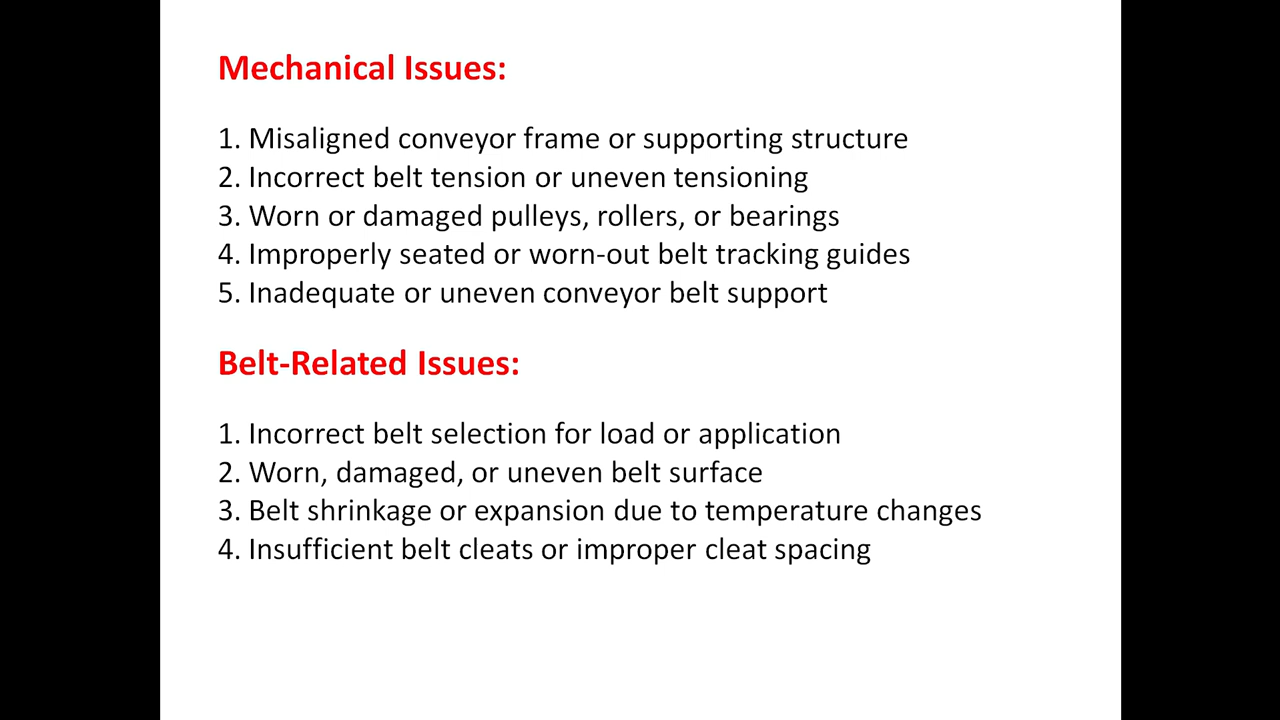 Mechanical Issues:
1. Misaligned conveyor frame or supporting structure
2. Incorrect belt tension or uneven tensioning
3. Worn or damaged pulleys, rollers, or bearings
4. Improperly seated or worn-out belt tracking guides
5. Inadequate or uneven conveyor belt support
Belt-Related Issues:
1. Incorrect belt selection for load or application
2. Worn, damaged, or uneven belt surface
3. Belt shrinkage or expansion due to temperature changes
4. Insufficient belt cleats or improper cleat spacing